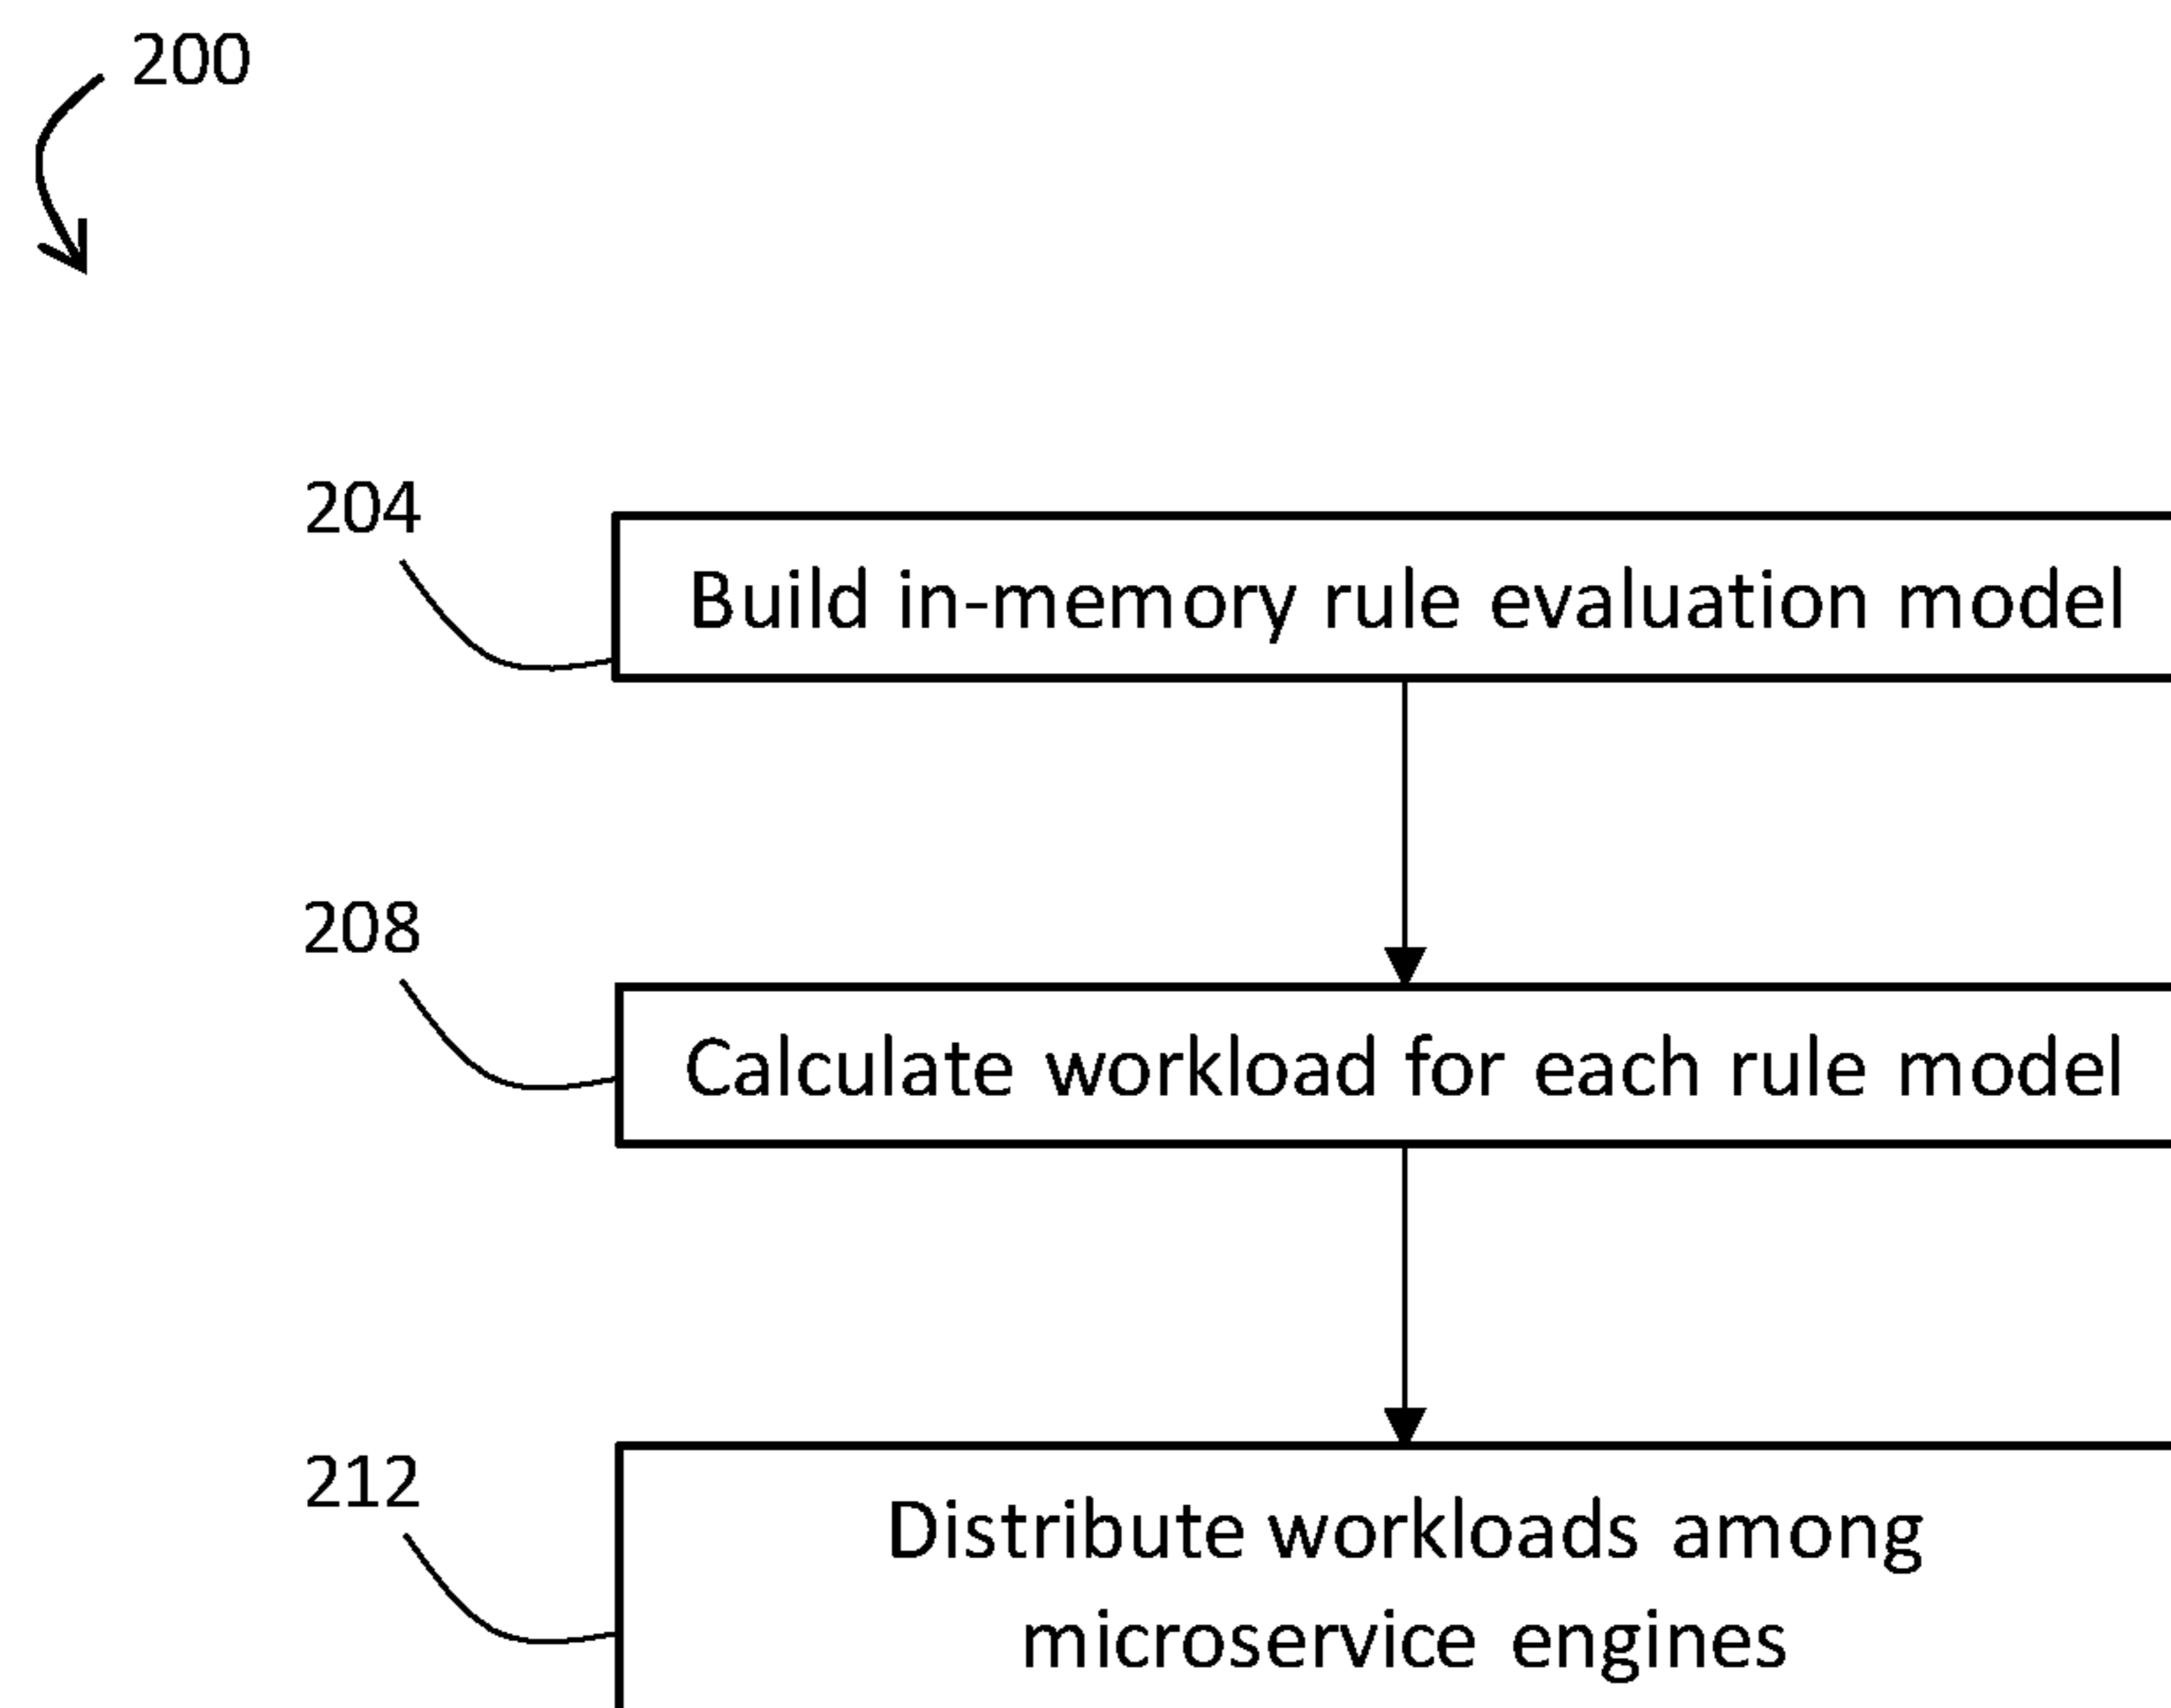 200
204
Build in-memory rule evaluation model
208
Calculate workload for each rule model
212
Distribute workloads among
microservice engines